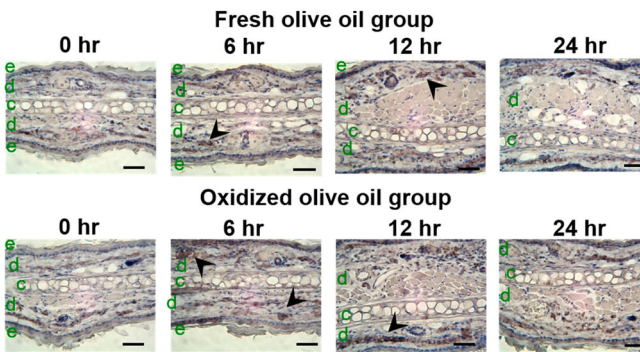 Fresh olive oil group
0 hr 6 hr 12 hr 24 hr
e e e
d d d d
c c c c
d d d
e e
Oxidized olive oil group
0 hr 6 hr 12 hr 24 hr
e e
d d d d
c c c c
d d d d
e e